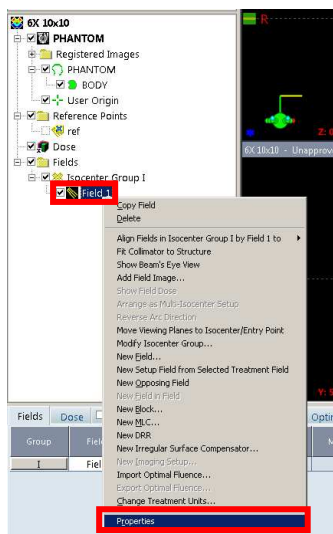 6X 10x10
R
PHANTOM
Registered Images
PHANTOM
BODY
User Origin
Reference Points
ref
Dose
6X 10x10 - Unapprov
Fields
Isocenter Group I
Field 1
Copy Field
Delete
Align Fields in Isocenter Group I by Field 1 to
Fit Collimator to Structure
Show Beam's Eye View
Add Field Image...
Show Field Dose
Arrange as Multi-Isocenter Setup
Reverse Arc Direction
Move Viewing Planes to Isocenter/Entry Point
Modify Isocenter Group...
New Field...
New Setup Field from Selected Treatment Field
New Opposing Field
New Field in Field
Fields Dose
New Block...
Opti
New MLC...
New DRR
Group Fiel
New Irregular Surface Compensator...
M
New Imaging Setup...
I Fiel
Import Optimal Fluence...
Export Optimal Fluence...
Change Treatment Units...
Properties